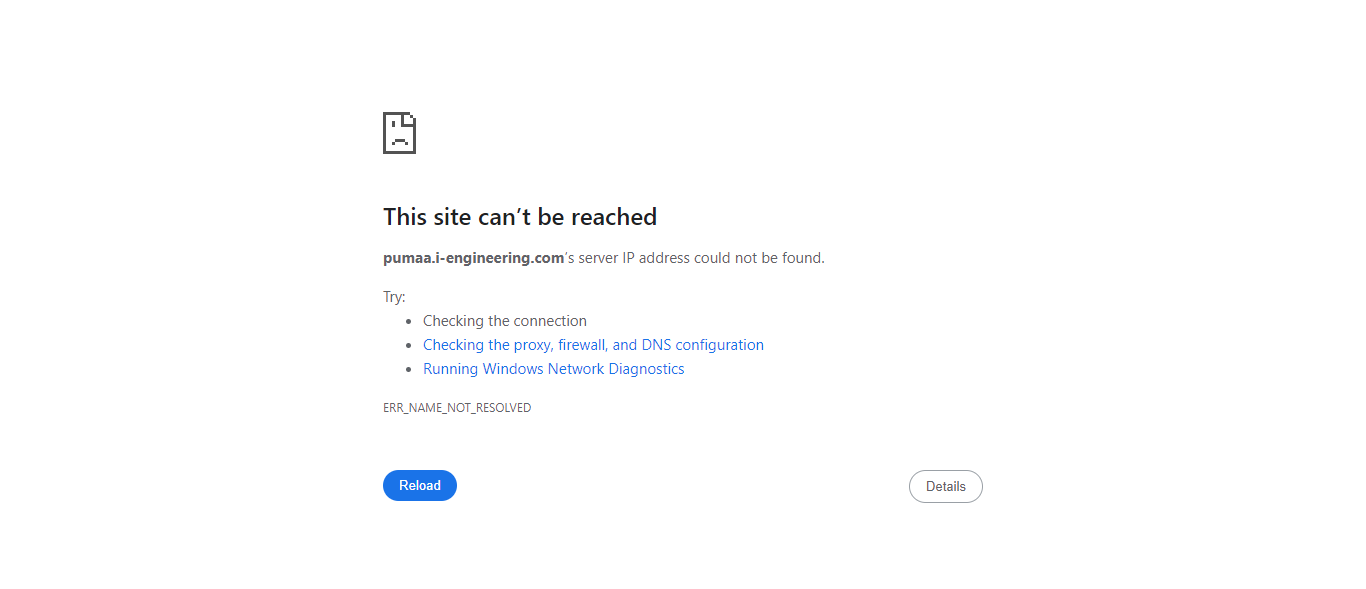 This site can’t be reached
pumaa.i-engineering.com’s server IP address could not be found.
Try:
Checking the connection
Checking the proxy, firewall, and DNS configuration
Running Windows Network Diagnostics
ERR_NAME_NOT_RESOLVED
Reload
Details